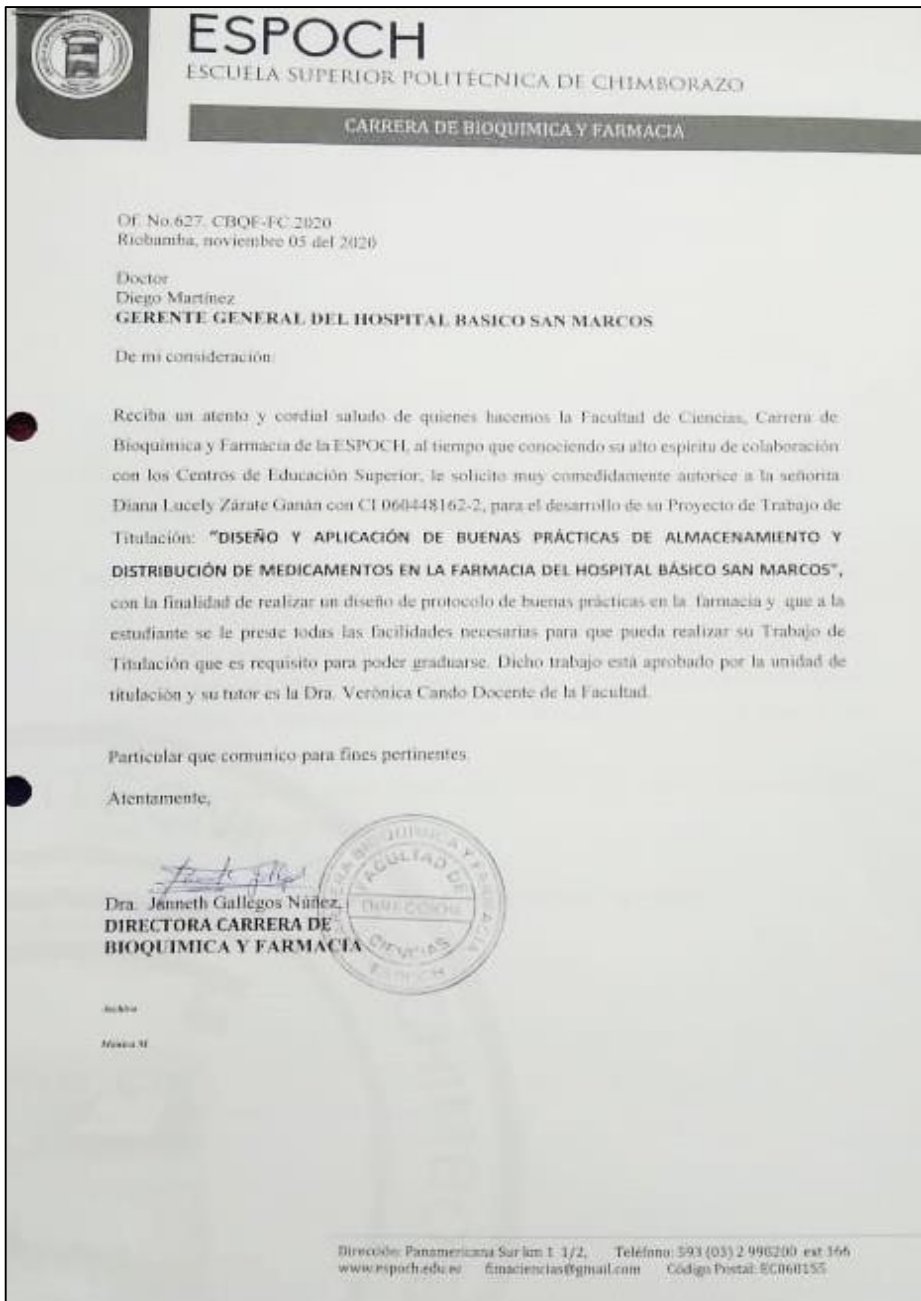 ESPOCH
ESCUELA SUPERIOR POLITÉCNICA DE CHIMBORAZO
CARRERA DE BIOQUIMICA Y FARMACIA
Of. No.627. CBQF-FC.2020
Riobamba, noviembre 05 del 2020
Doctor
Diego Martínez
GERENTE GENERAL DEL HOSPITAL BASICO SAN MARCOS
De mi consideración:
Reciba un atento y cordial saludo de quienes hacemos la Facultad de Ciencias, Carrera de
Bioquímica y Farmacia de la ESPOCH, al tiempo que conociendo su alto espíritu de colaboración
con los Centros de Educación Superior, le solicito muy comedidamente autorice a la señorita
Diana Lucely Zárate Ganán con CI 060448162-2, para el desarrollo de su Proyecto de Trabajo de
Titulación: "DISEÑO Y APLICACIÓN DE BUENAS PRÁCTICAS DE ALMACENAMIENTO Y
DISTRIBUCIÓN DE MEDICAMENTOS EN LA FARMACIA DEL HOSPITAL BÁSICO SAN MARCOS",
con la finalidad de realizar un diseño de protocolo de buenas prácticas en la farmacia y que a la
estudiante se le preste todas las facilidades necesarias para que pueda realizar su Trabajo de
Titulación que es requisito para poder graduarse. Dicho trabajo está aprobado por la unidad de
titulación y su tutor es la Dra. Verónica Cando Docente de la Facultad.
Particular que comunico para fines pertinentes.
Atentamente,
Dra. Janneth Gallegos Núñez,
DIRECTORA CARRERA DE
BIOQUIMICA Y FARMACIA
CARRERA BIOQUIMICA Y FARMACIA
FACULTAD DE
DIRECCION
CIENCIAS
ESPOCH
Archivo
Mónica M.
Dirección: Panamericana Sur km 1 1/2, Teléfono: 593 (03) 2 998200 ext 166
www.espoch.edu.ec fimaciencias@gmail.com Código Postal: EC060155